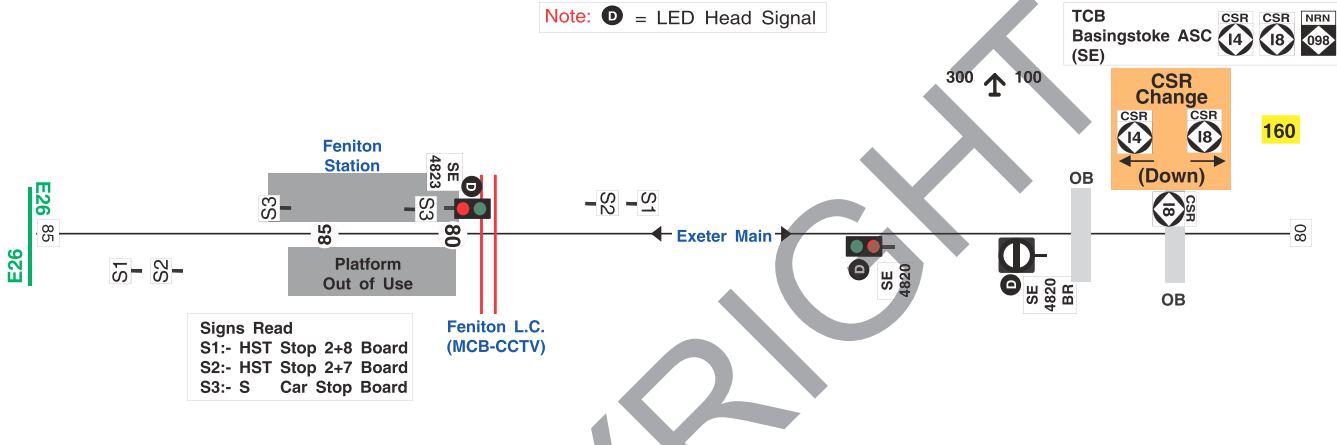 Note: D = LED Head Signal
TCB
Basingstoke ASC
(SE)
CSR
I4
CSR
I8
NRN
098
300 100
CSR
Change
CSR
I4
CSR
I8
(Down)
160
Feniton
Station
SE
4823
D
E26
E26
85
S3
S3
85
80
S2
S1
OB
CSR
I8
80
Exeter Main
S1
S2
Platform
Out of Use
D
SE
4820
D
SE
4820
BR
OB
Signs Read
S1:- HST Stop 2+8 Board
S2:- HST Stop 2+7 Board
S3:- S Car Stop Board
Feniton L.C.
(MCB-CCTV)
YRIGHT